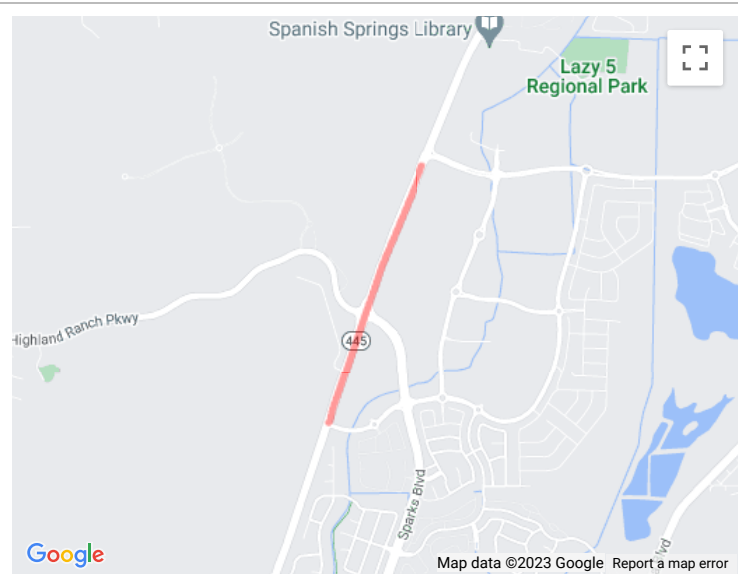 Spanish Springs Library
Lazy 5
Regional Park
Highland Ranch Pkwy
445
Sparks Blvd
Blvd
Google
Map data ©2023 Google
Report a map error